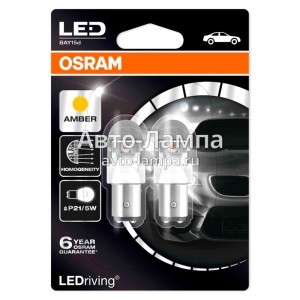 LED
BAY15d
OSRAM
AMBER
Авто-Лампа
avto-lampa.ru
HOMOGENEITY
≙ P21/5W
6 YEAR
OSRAM
GUARANTEE*
LEDriving®